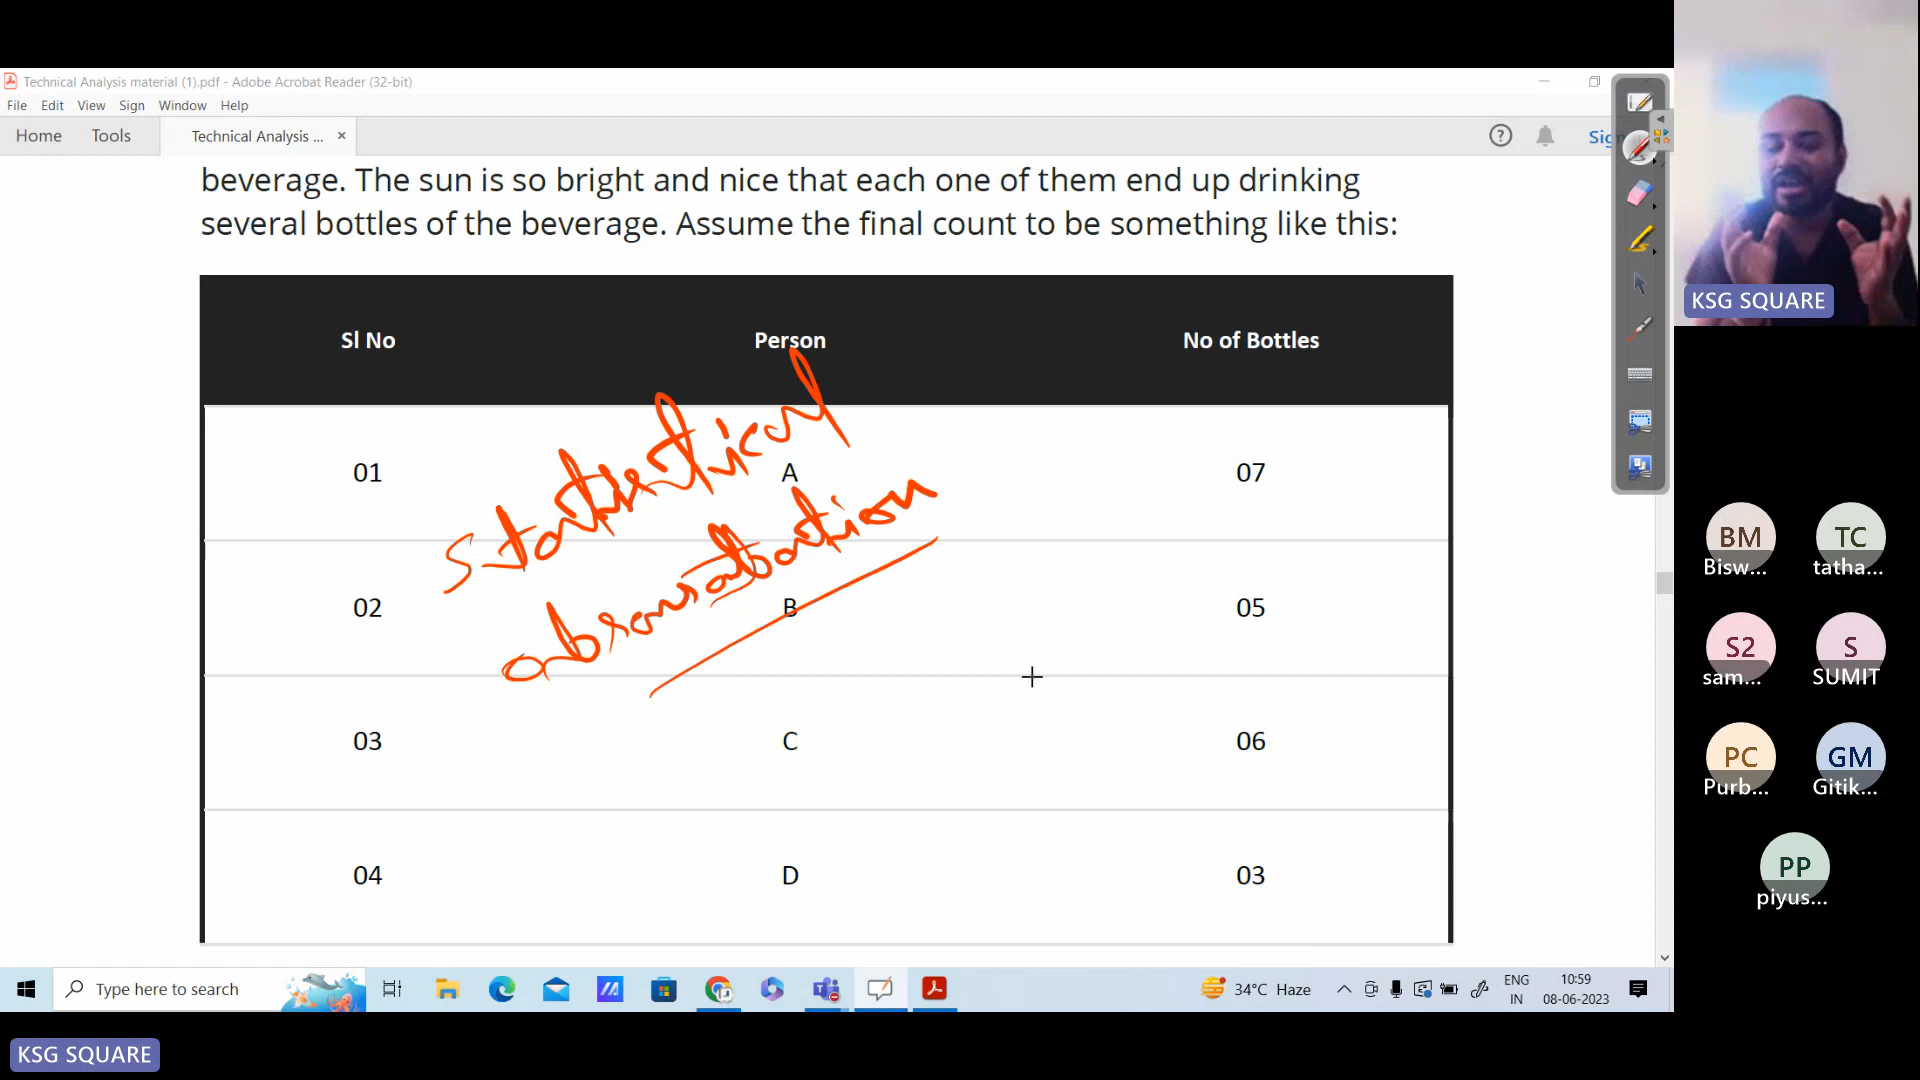 Technical Analysis material (1).pdf - Adobe Acrobat Reader (32-bit)
File Edit View Sign Window Help
Home Tools Technical Analysis ... × Sig
beverage. The sun is so bright and nice that each one of them end up drinking
several bottles of the beverage. Assume the final count to be something like this:
KSG SQUARE
Sl No Person No of Bottles
01 A 07
02 B 05
03 C 06
04 D 03
BM TC
Bisw... tatha...
S2 S
sam... SUMIT
PC GM
Purb... Gitik...
PP
piyus...
Type here to search 34°C Haze ENG 10:59
IN 08-06-2023
KSG SQUARE